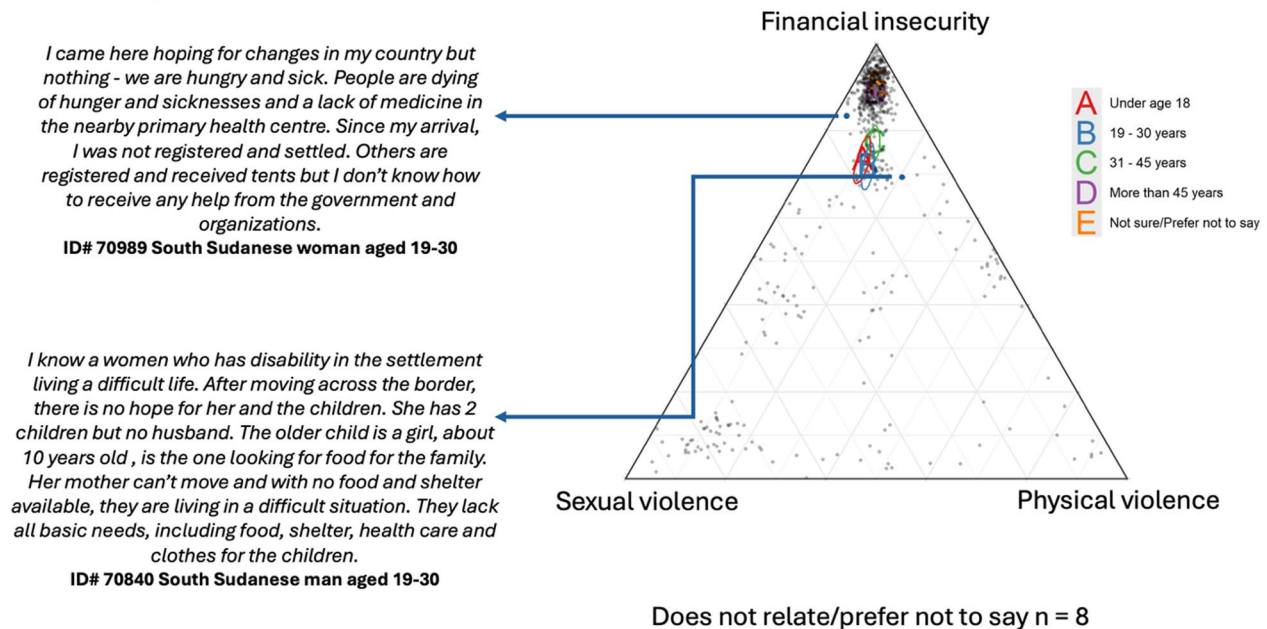 I came here hoping for changes in my country but
nothing - we are hungry and sick. People are dying
of hunger and sicknesses and a lack of medicine in
the nearby primary health centre. Since my arrival,
I was not registered and settled. Others are
registered and received tents but I don't know how
to receive any help from the government and
organizations.
ID# 70989 South Sudanese woman aged 19-30
I know a women who has disability in the settlement
living a difficult life. After moving across the border,
there is no hope for her and the children. She has 2
children but no husband. The older child is a girl, about
10 years old , is the one looking for food for the family.
Her mother can't move and with no food and shelter
available, they are living in a difficult situation. They lack
all basic needs, including food, shelter, health care and
clothes for the children.
ID# 70840 South Sudanese man aged 19-30
Financial insecurity
Sexual violence
Physical violence
A Under age 18
B 19 - 30 years
C 31 - 45 years
D More than 45 years
E Not sure/Prefer not to say
Does not relate/prefer not to say n = 8